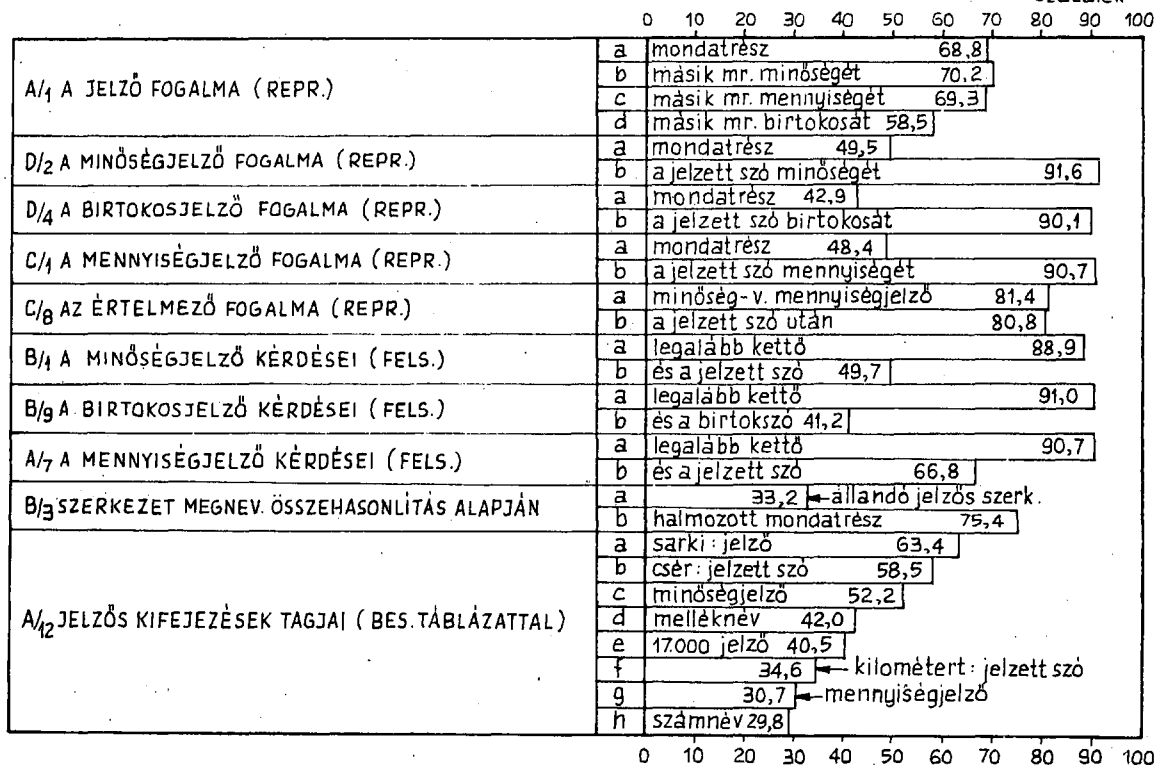 0 10 20 30 40 50 60 70 80 90 100
A/1 A JELZŐ FOGALMA (REPR.)
a mondatrész 68,8
b másik mr. minőségét 70,2
c másik mr. mennyiségét 69,3
d másik mr. birtokosát 58,5
D/2 A MINŐSÉGJELZŐ FOGALMA (REPR.)
a mondatrész 49,5
b a jelzett szó minőségét 91,6
D/4 A BIRTOKOSJELZŐ FOGALMA (REPR.)
a mondatrész 42,9
b a jelzett szó birtokosát 90,1
C/1 A MENNYISÉGJELZŐ FOGALMA (REPR.)
a mondatrész 48,4
b a jelzett szó mennyiségét 90,7
C/8 AZ ÉRTELMEZŐ FOGALMA (REPR.)
a minőség-v. mennyiségjelző 81,4
b a jelzett szó után 80,8
B/1 A MINŐSÉGJELZŐ KÉRDÉSEI (FELS.)
a legalább kettő 88,9
b és a jelzett szó 49,7
B/9 A BIRTOKOSJELZŐ KÉRDÉSEI (FELS.)
a legalább kettő 91,0
b és a birtokszó 41,2
A/7 A MENNYISÉGJELZŐ KÉRDÉSEI (FELS.)
a legalább kettő 90,7
b és a jelzett szó 66,8
B/3 SZERKEZET MEGNEV. ÖSSZEHASONLÍTÁS ALAPJÁN
a 33,2 állandó jelzős szerk.
b halmozott mondatrész 75,4
A/12 JELZŐS KIFEJEZÉSEK TAGJAI (BES. TÁBLÁZATTAL)
a sarki: jelző 63,4
b csér: jelzett szó 58,5
c minőségjelző 52,2
d melléknév 42,0
e 17.000 jelző 40,5
f 34,6 kilométert: jelzett szó
g 30,7 mennyiségjelző
h számnév 29,8
0 10 20 30 40 50 60 70 80 90 100